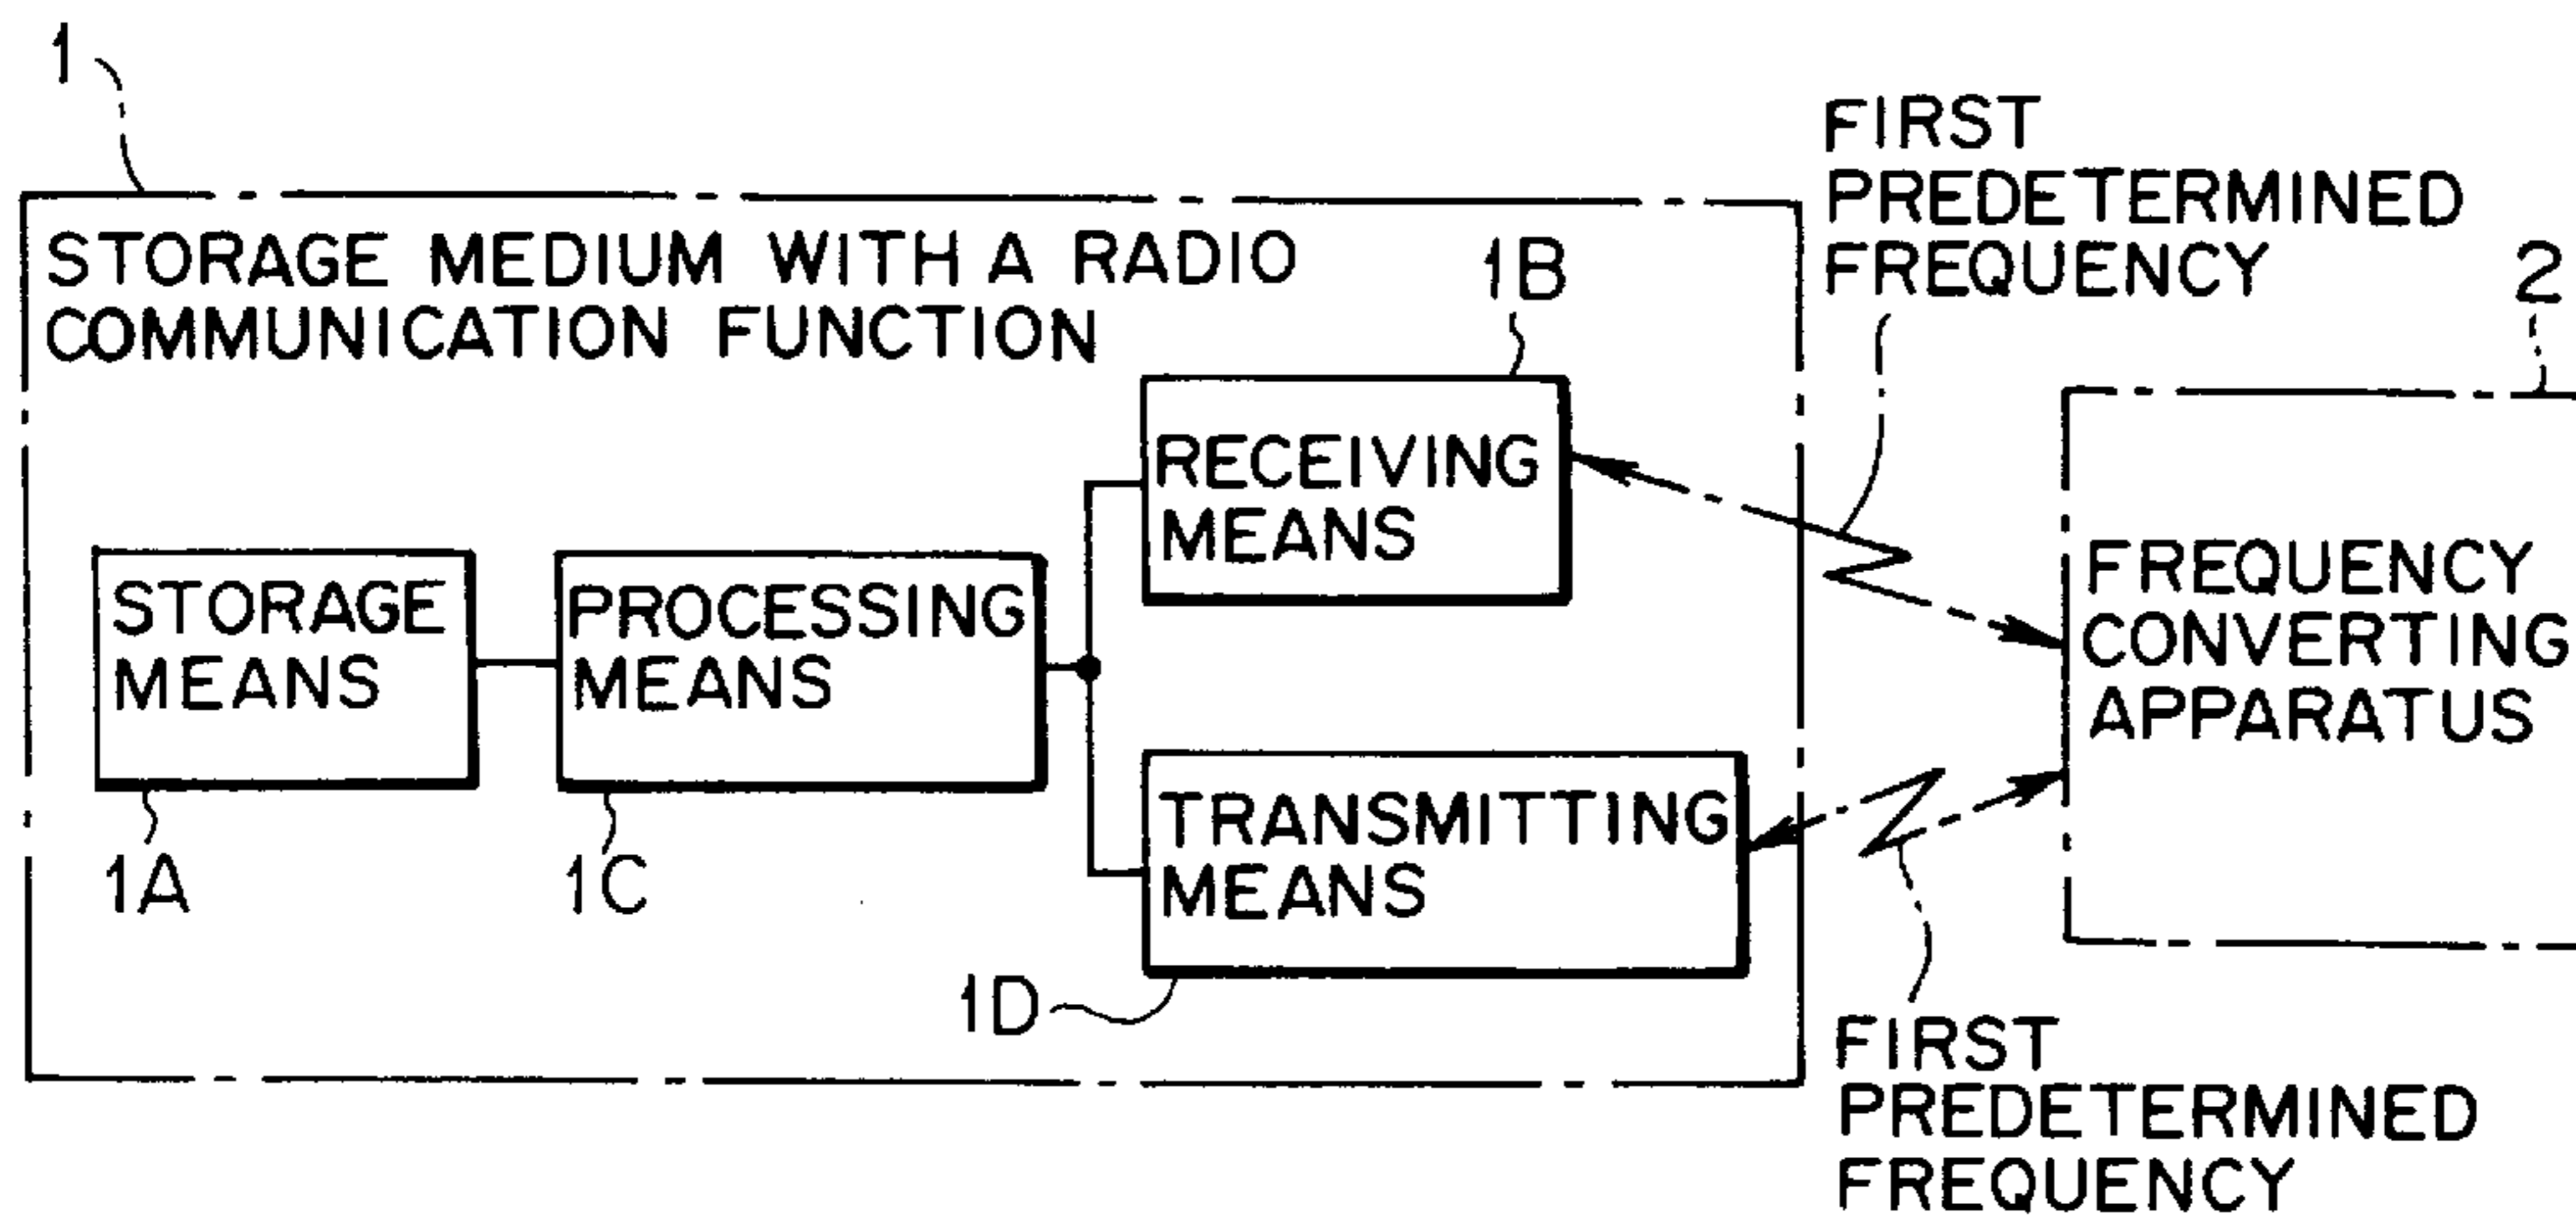 1
STORAGE MEDIUM WITH A RADIO
COMMUNICATION FUNCTION
1B
FIRST
PREDETERMINED
FREQUENCY
2
RECEIVING
MEANS
STORAGE
MEANS
PROCESSING
MEANS
FREQUENCY
CONVERTING
APPARATUS
TRANSMITTING
MEANS
1A
1C
1D
FIRST
PREDETERMINED
FREQUENCY